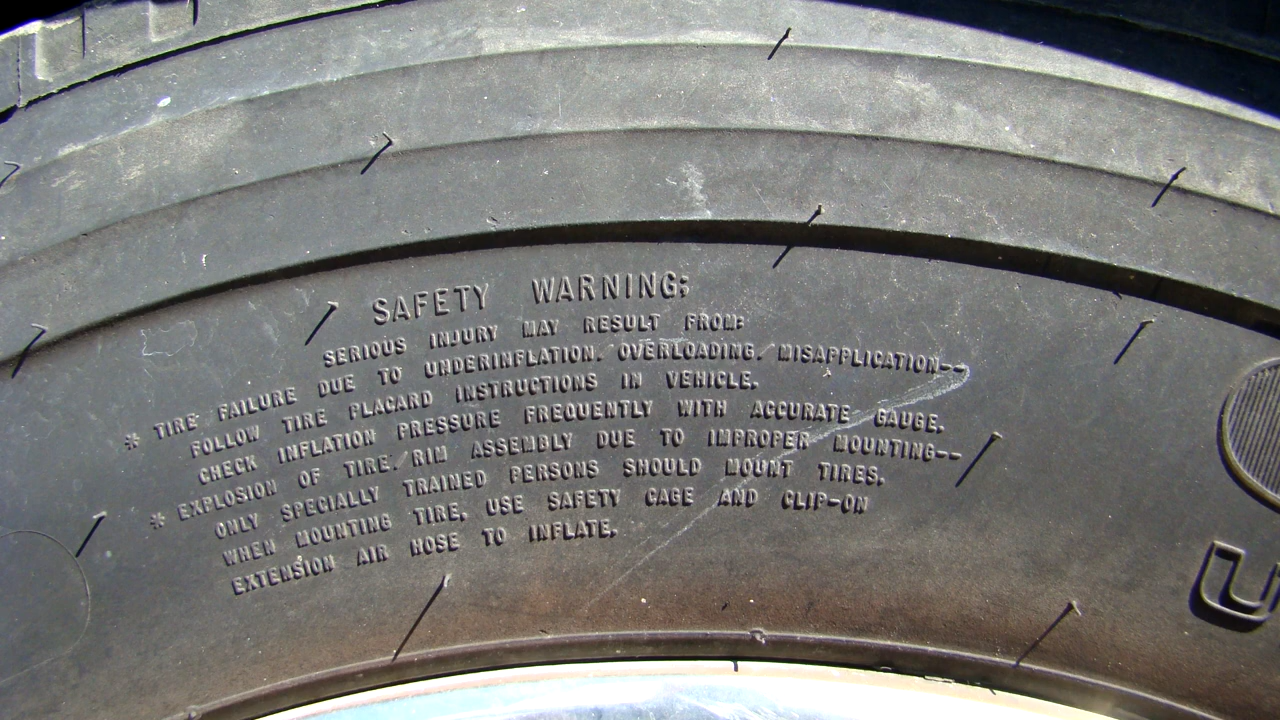 SAFETY WARNING:
SERIOUS INJURY MAY RESULT FROM:
* TIRE FAILURE DUE TO UNDERINFLATION/OVERLOADING/MISAPPLICATION--
FOLLOW TIRE PLACARD INSTRUCTIONS IN VEHICLE.
CHECK INFLATION PRESSURE FREQUENTLY WITH ACCURATE GAUGE.
* EXPLOSION OF TIRE/RIM ASSEMBLY DUE TO IMPROPER MOUNTING--
ONLY SPECIALLY TRAINED PERSONS SHOULD MOUNT TIRES.
WHEN MOUNTING TIRE, USE SAFETY CAGE AND CLIP-ON
EXTENSION AIR HOSE TO INFLATE.